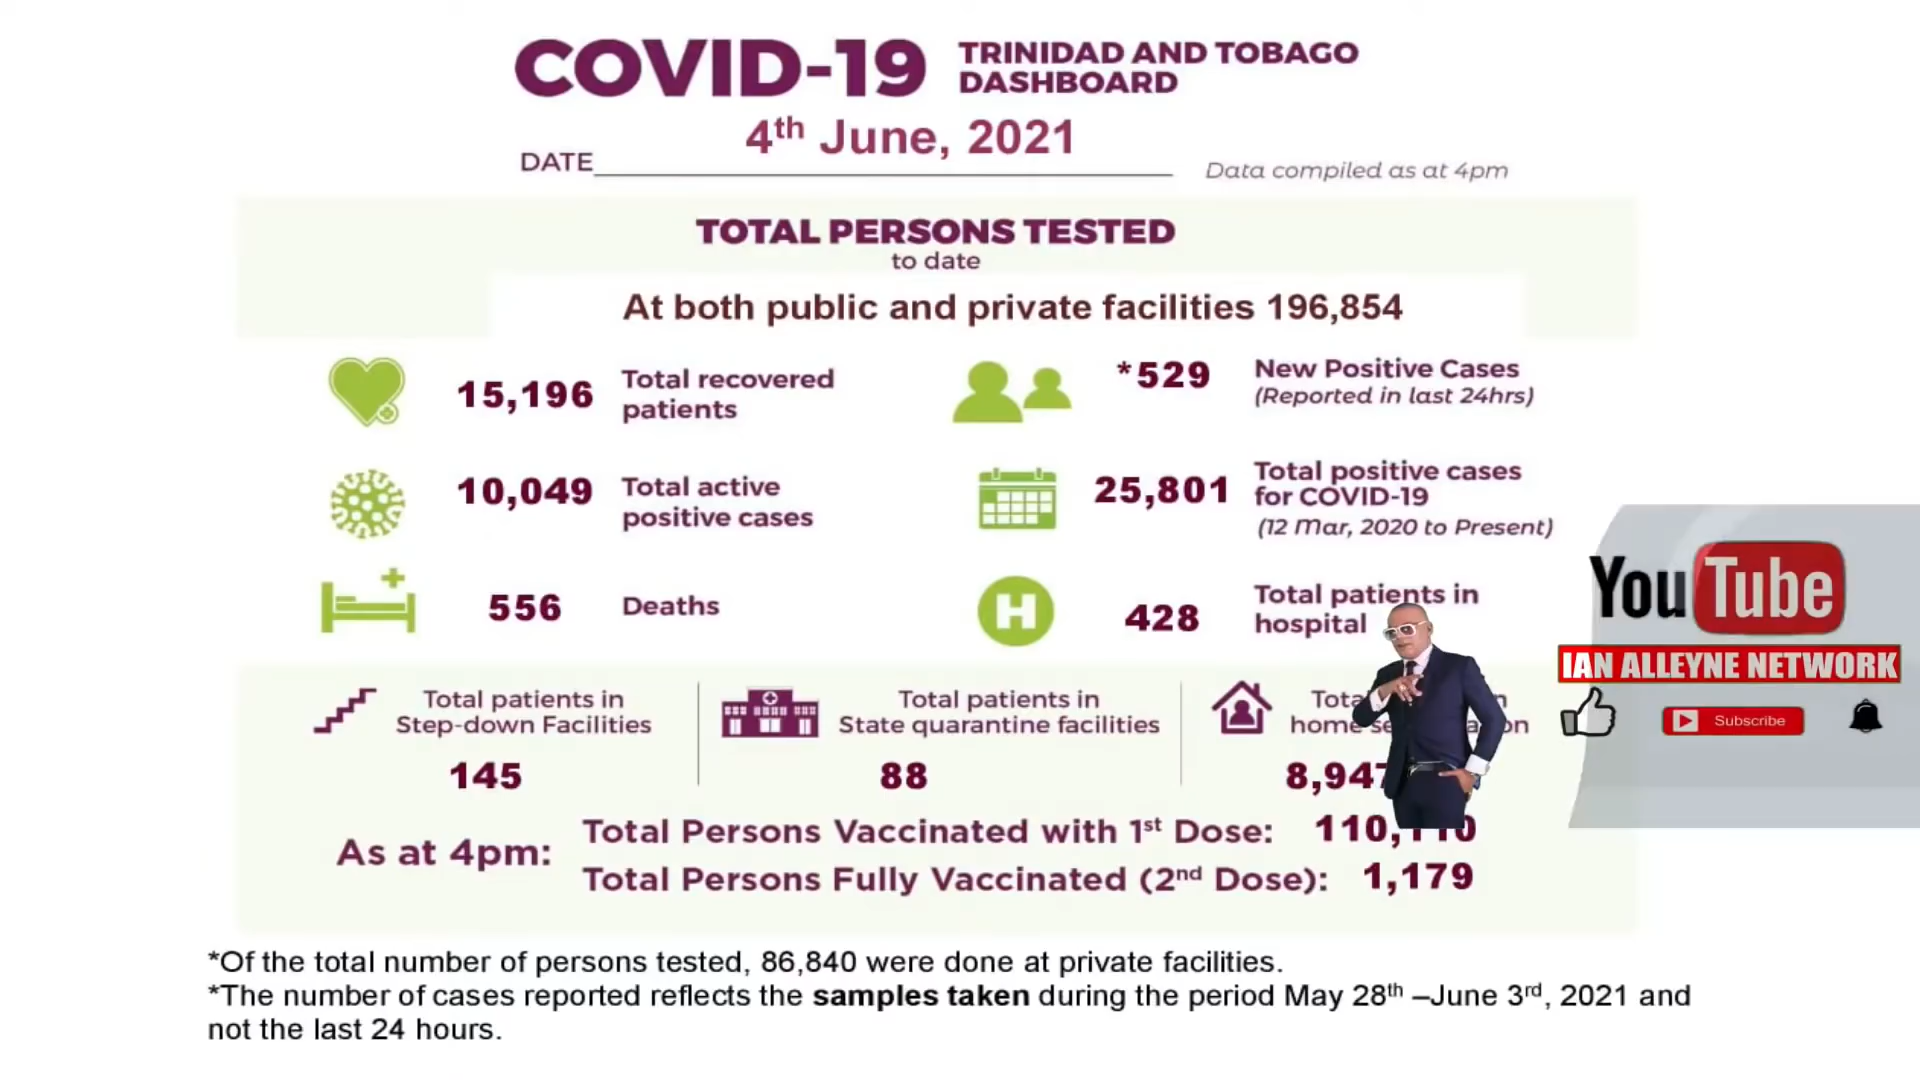 COVID-19 TRINIDAD AND TOBAGO
DASHBOARD
4th June, 2021
DATE
Data compiled as at 4pm
TOTAL PERSONS TESTED
to date
At both public and private facilities 196,854
15,196 Total recovered
patients
*529 New Positive Cases
(Reported in last 24hrs)
10,049 Total active
positive cases
25,801 Total positive cases
for COVID-19
(12 Mar, 2020 to Present)
556 Deaths
H
428 Total patients in
hospital
YouTube
IAN ALLEYNE NETWORK
Subscribe
Total patients in
Step-down Facilities
145
Total patients in
State quarantine facilities
88
home
8,947
As at 4pm:
Total Persons Vaccinated with 1st Dose:
Total Persons Fully Vaccinated (2nd Dose): 1,179
*Of the total number of persons tested, 86,840 were done at private facilities.
*The number of cases reported reflects the samples taken during the period May 28th –June 3rd, 2021 and
not the last 24 hours.